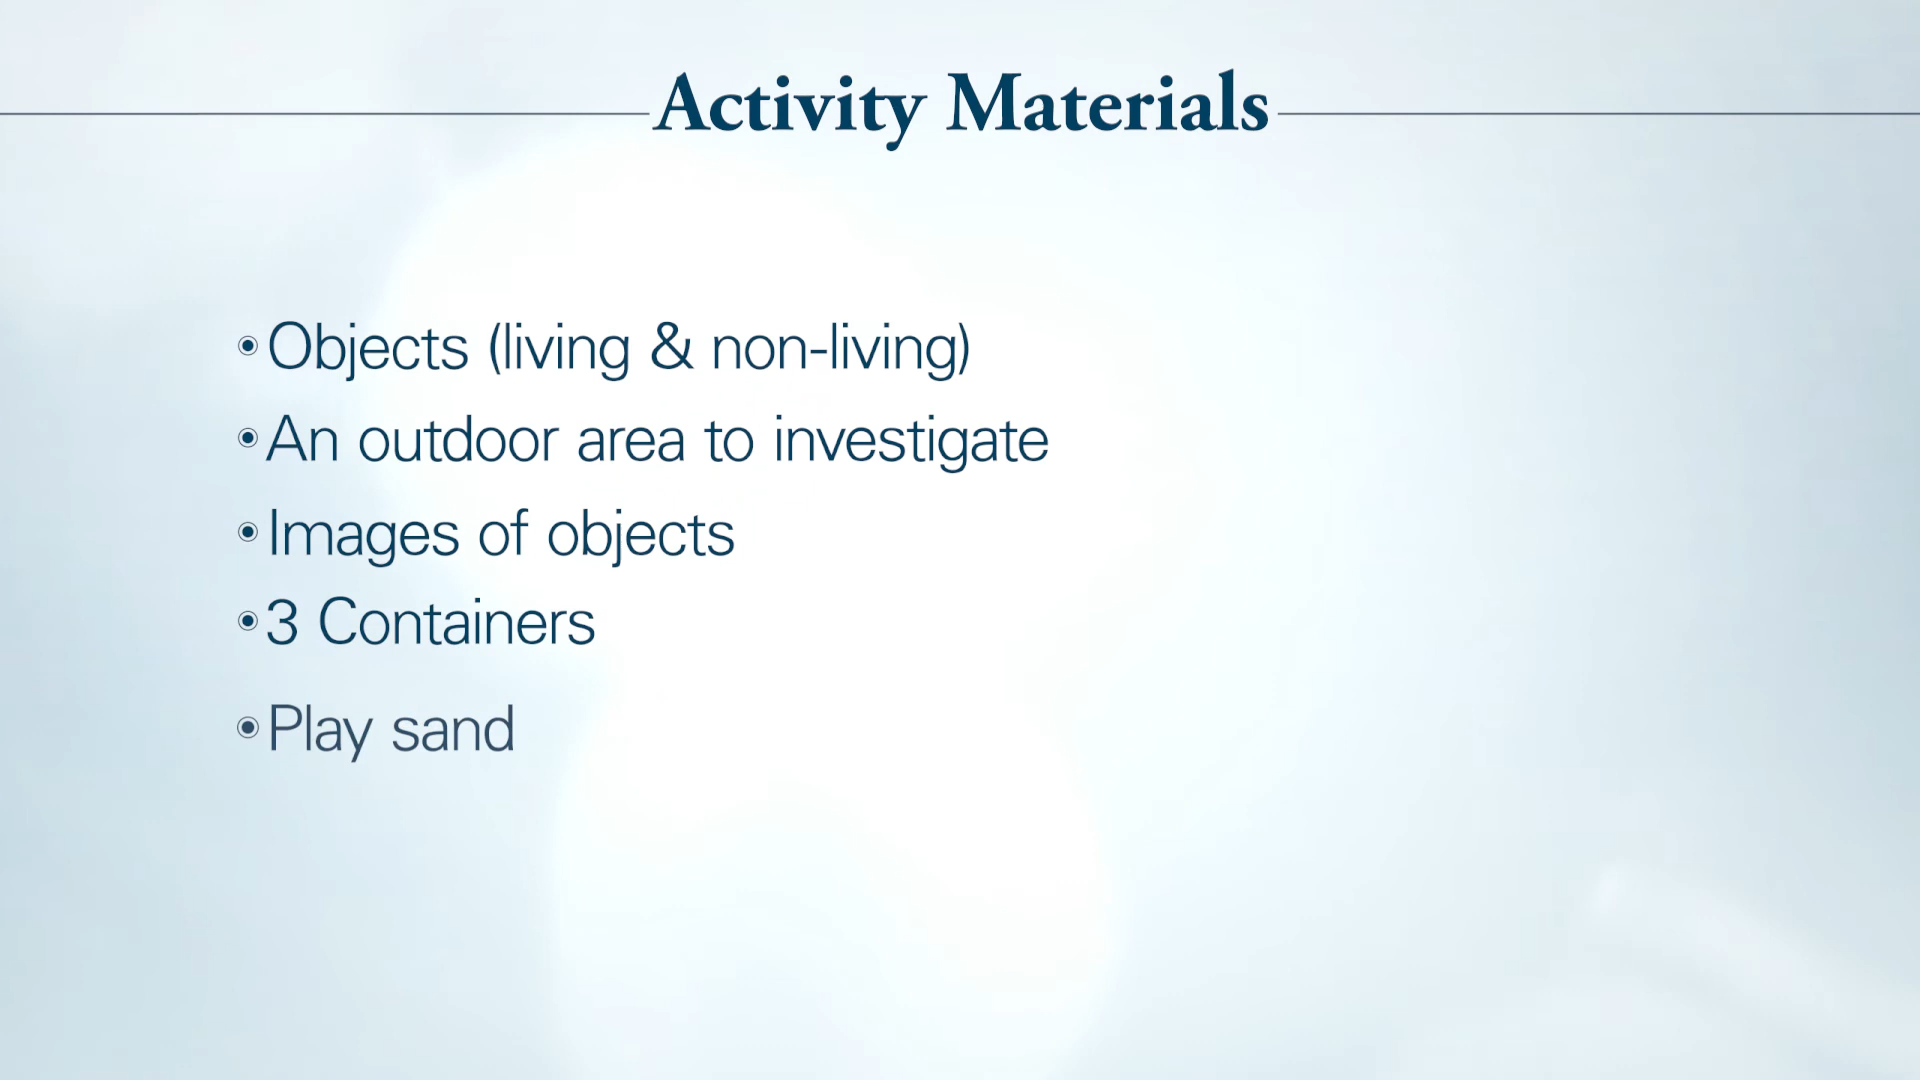 Activity Materials
Objects (living & non-living)
An outdoor area to investigate
Images of objects
3 Containers
Play sand